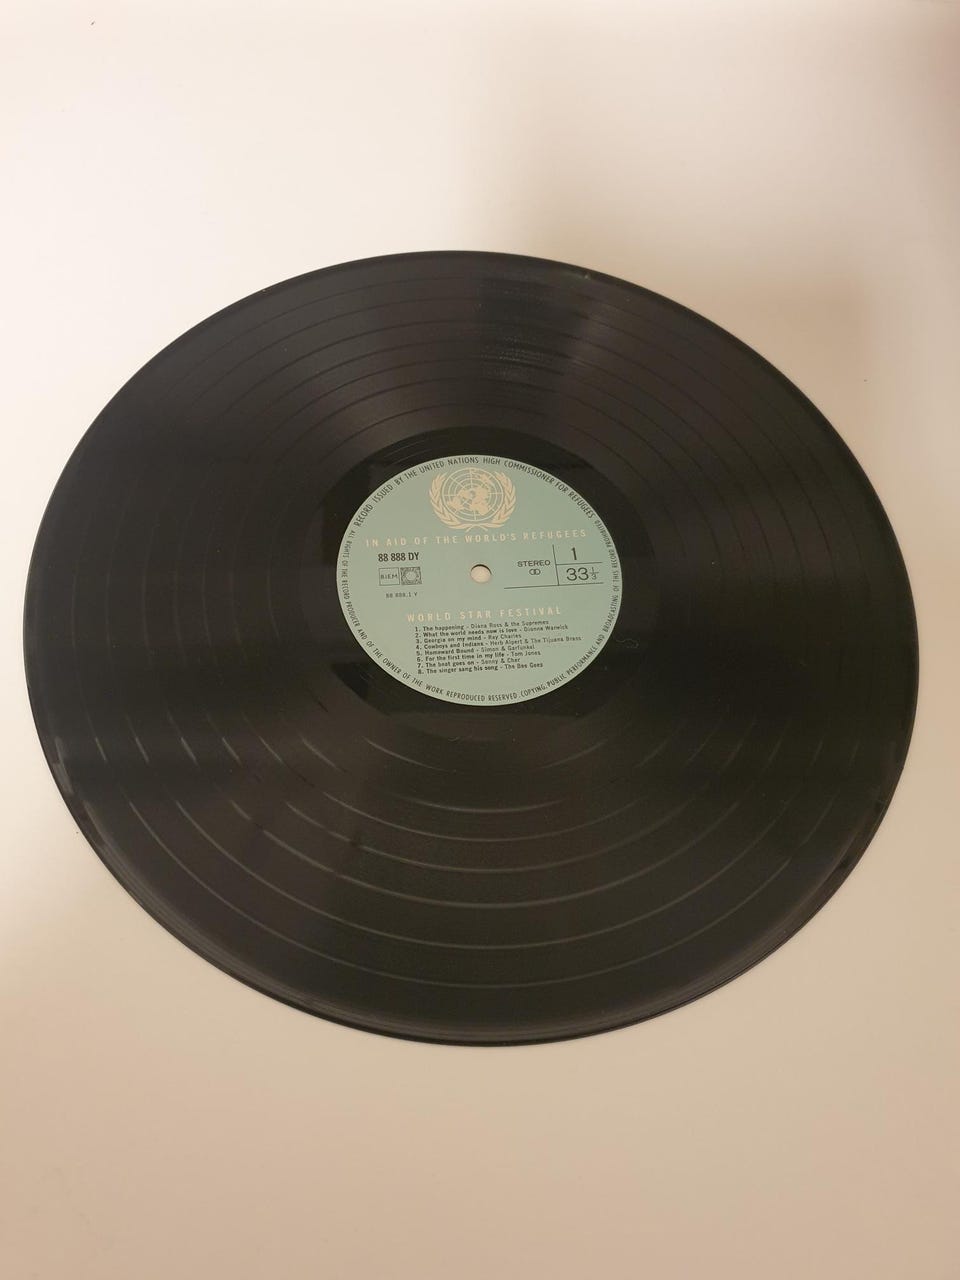 RECORD ISSUED BY THE UNITED NATIONS HIGH COMMISSIONER FOR REFUGEES
IN AID OF THE WORLD'S REFUGEES
88 888 DY
BIEM
88 888.1 Y
STEREO
1
33 1/3
WORLD STAR FESTIVAL
1. The happening - Diana Ross & the Supremes
2. What the world needs now is love - Dionne Warwick
3. Georgia on my mind - Ray Charles
4. Cowboys and Indians - Herb Alpert & The Tijuana Brass
5. Homeward Bound - Simon & Garfunkel
6. For the first time in my life - Tom Jones
7. The beat goes on - Sonny & Cher
8. The singer sang his song - The Bee Gees
ALL RIGHTS OF THE RECORD PRODUCER AND OF THE OWNER OF THE WORK REPRODUCED RESERVED. COPYING, PUBLIC PERFORMANCE AND BROADCASTING OF THIS RECORD PROHIBITED